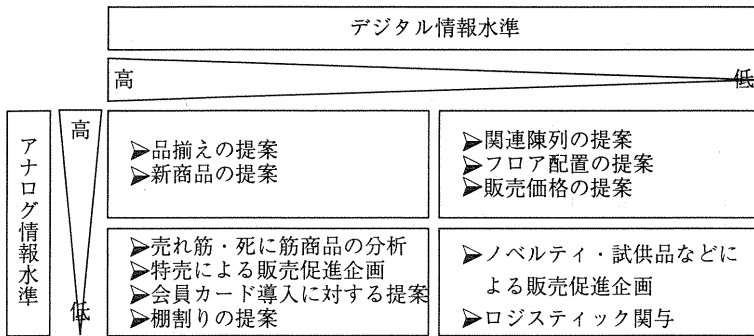 デジタル情報水準
高
低
アナログ情報水準
高
低
➢品揃えの提案
➢新商品の提案
➢関連陳列の提案
➢フロア配置の提案
➢販売価格の提案
➢売れ筋・死に筋商品の分析
➢特売による販売促進企画
➢会員カード導入に対する提案
➢棚割りの提案
➢ノベルティ・試供品などに
よる販売促進企画
➢ロジスティック関与